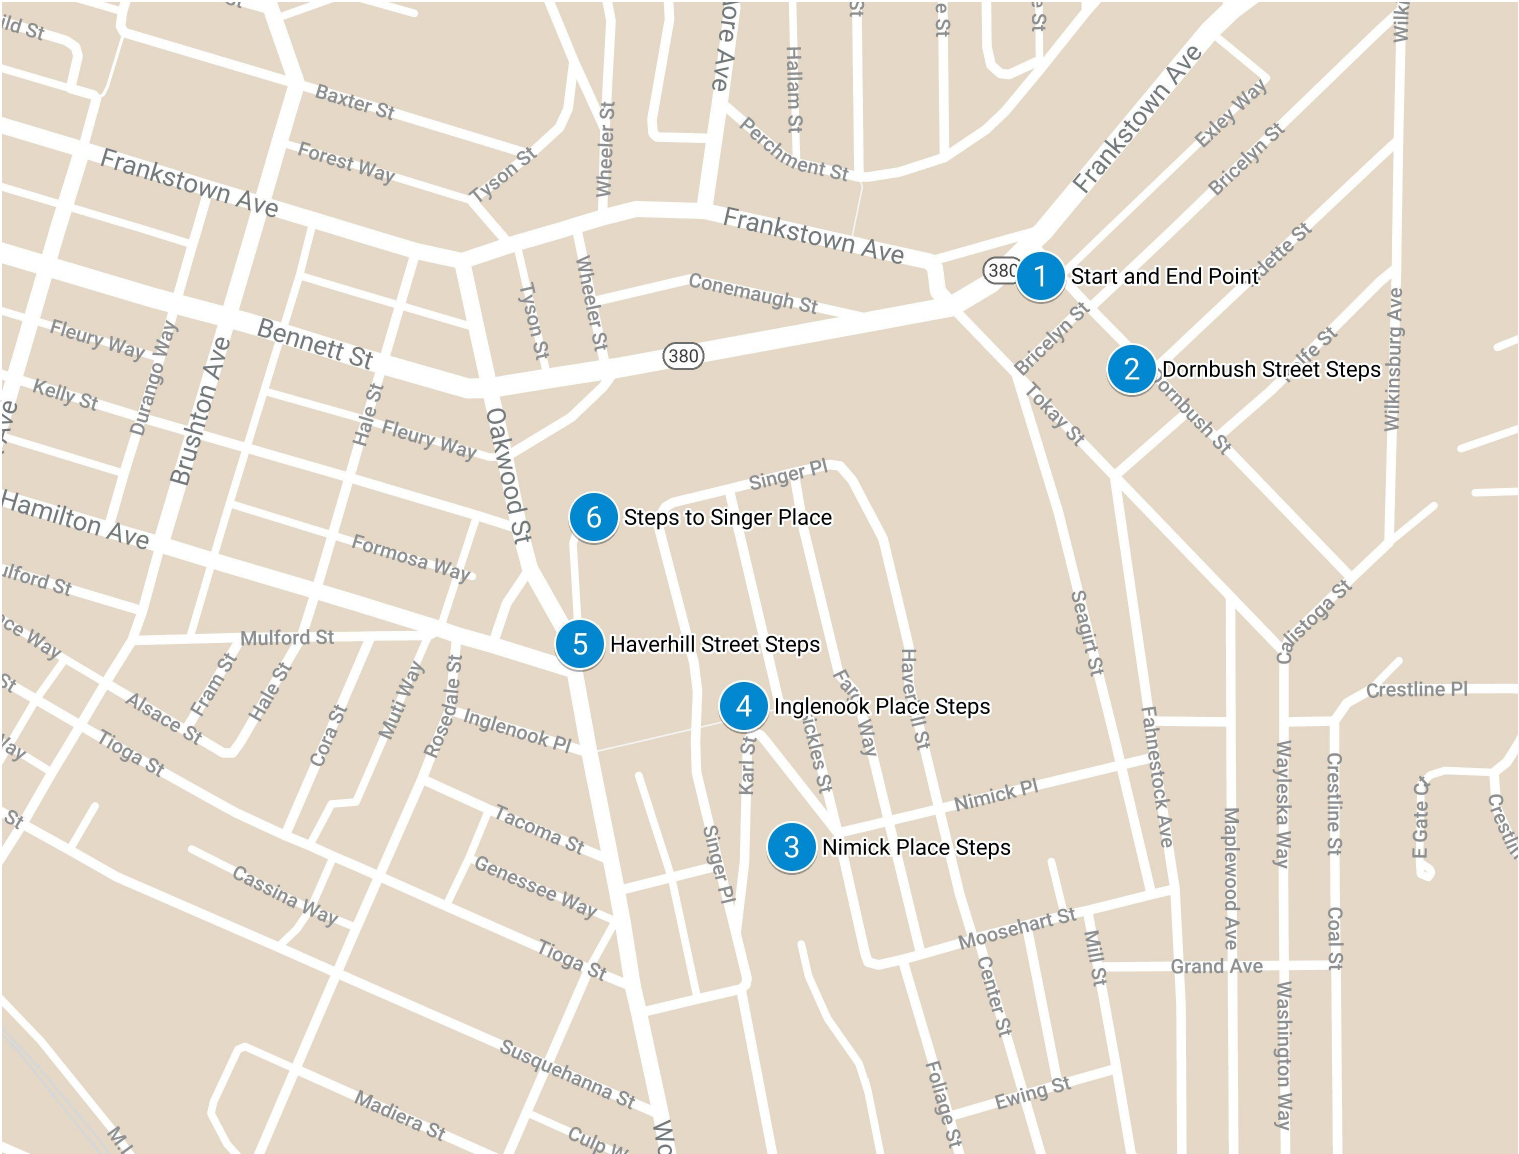 Baxter St
Forest Way
Frankstown Ave
Tyson St
Wheeler St
Hallam St
Perchment St
Frankstown Ave
Frankstown Ave
Exley Way
Bricelyn St
380
1 Start and End Point
Conemaugh St
Wheeler St
Tyson St
380
Bricelyn St
2 Dornbush Street Steps
Wilkinsburg Ave
Fleury Way
Durango Way
Bennett St
Kelly St
Brushton Ave
Hale St
Fleury Way
Oakwood St
Tokay St
Dornbush St
Singer Pl
6 Steps to Singer Place
Hamilton Ave
Formosa Way
Seagirt St
Calistoga St
Mulford St
5 Haverhill Street Steps
Fram St
Hale St
Alsace St
Cora St
Muti Way
Rosedale St
Inglenook Pl
4 Inglenook Place Steps
Crestline Pl
Tioga St
Karl St
Nimick Pl
Fahnestock Ave
Wayleska Way
Crestline St
Maplewood Ave
E Gate Ct
Tacoma St
Genessee Way
Singer Pl
3 Nimick Place Steps
Cassina Way
Tioga St
Moosehart St
Mill St
Grand Ave
Coal St
Center St
Washington Way
Susquehanna St
Foliage St
Ewing St
Madiera St